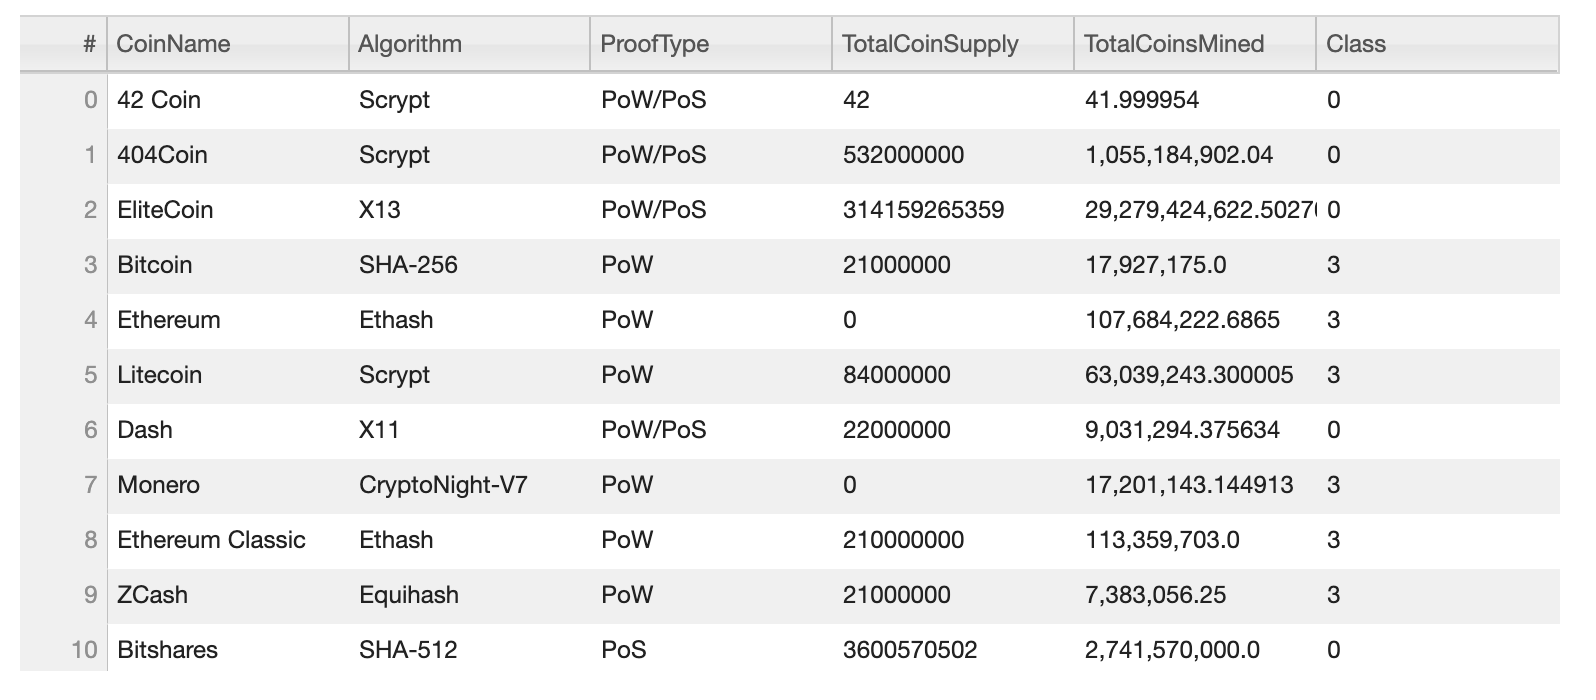 # CoinName Algorithm ProofType TotalCoinSupply TotalCoinsMined Class
0 42 Coin Scrypt PoW/PoS 42 41.999954 0
1 404Coin Scrypt PoW/PoS 532000000 1,055,184,902.04 0
2 EliteCoin X13 PoW/PoS 314159265359 29,279,424,622.5027 0
3 Bitcoin SHA-256 PoW 21000000 17,927,175.0 3
4 Ethereum Ethash PoW 0 107,684,222.6865 3
5 Litecoin Scrypt PoW 84000000 63,039,243.300005 3
6 Dash X11 PoW/PoS 22000000 9,031,294.375634 0
7 Monero CryptoNight-V7 PoW 0 17,201,143.144913 3
8 Ethereum Classic Ethash PoW 210000000 113,359,703.0 3
9 ZCash Equihash PoW 21000000 7,383,056.25 3
10 Bitshares SHA-512 PoS 3600570502 2,741,570,000.0 0